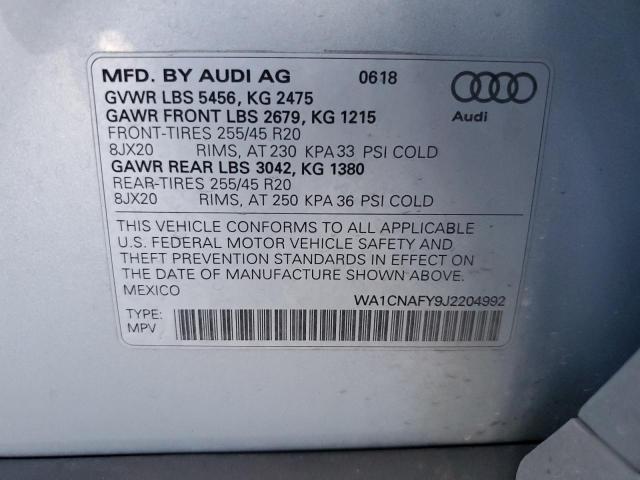 MFD. BY AUDI AG 0618
GVWR LBS 5456, KG 2475
GAWR FRONT LBS 2679, KG 1215
FRONT-TIRES 255/45 R20
8JX20 RIMS, AT 230 KPA 33 PSI COLD
GAWR REAR LBS 3042, KG 1380
REAR-TIRES 255/45 R20
8JX20 RIMS, AT 250 KPA 36 PSI COLD
Audi
THIS VEHICLE CONFORMS TO ALL APPLICABLE
U.S. FEDERAL MOTOR VEHICLE SAFETY AND
THEFT PREVENTION STANDARDS IN EFFECT ON
THE DATE OF MANUFACTURE SHOWN ABOVE.
MEXICO
WA1CNAFY9J2204992
TYPE:
MPV